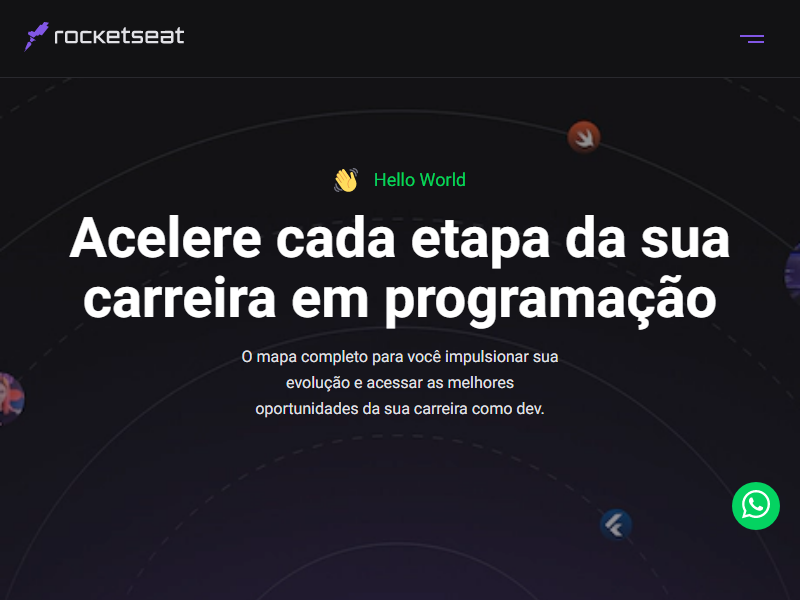 rocketseat
Hello World
Acelere cada etapa da sua
carreira em programação
O mapa completo para você impulsionar sua
evolução e acessar as melhores
oportunidades da sua carreira como dev.